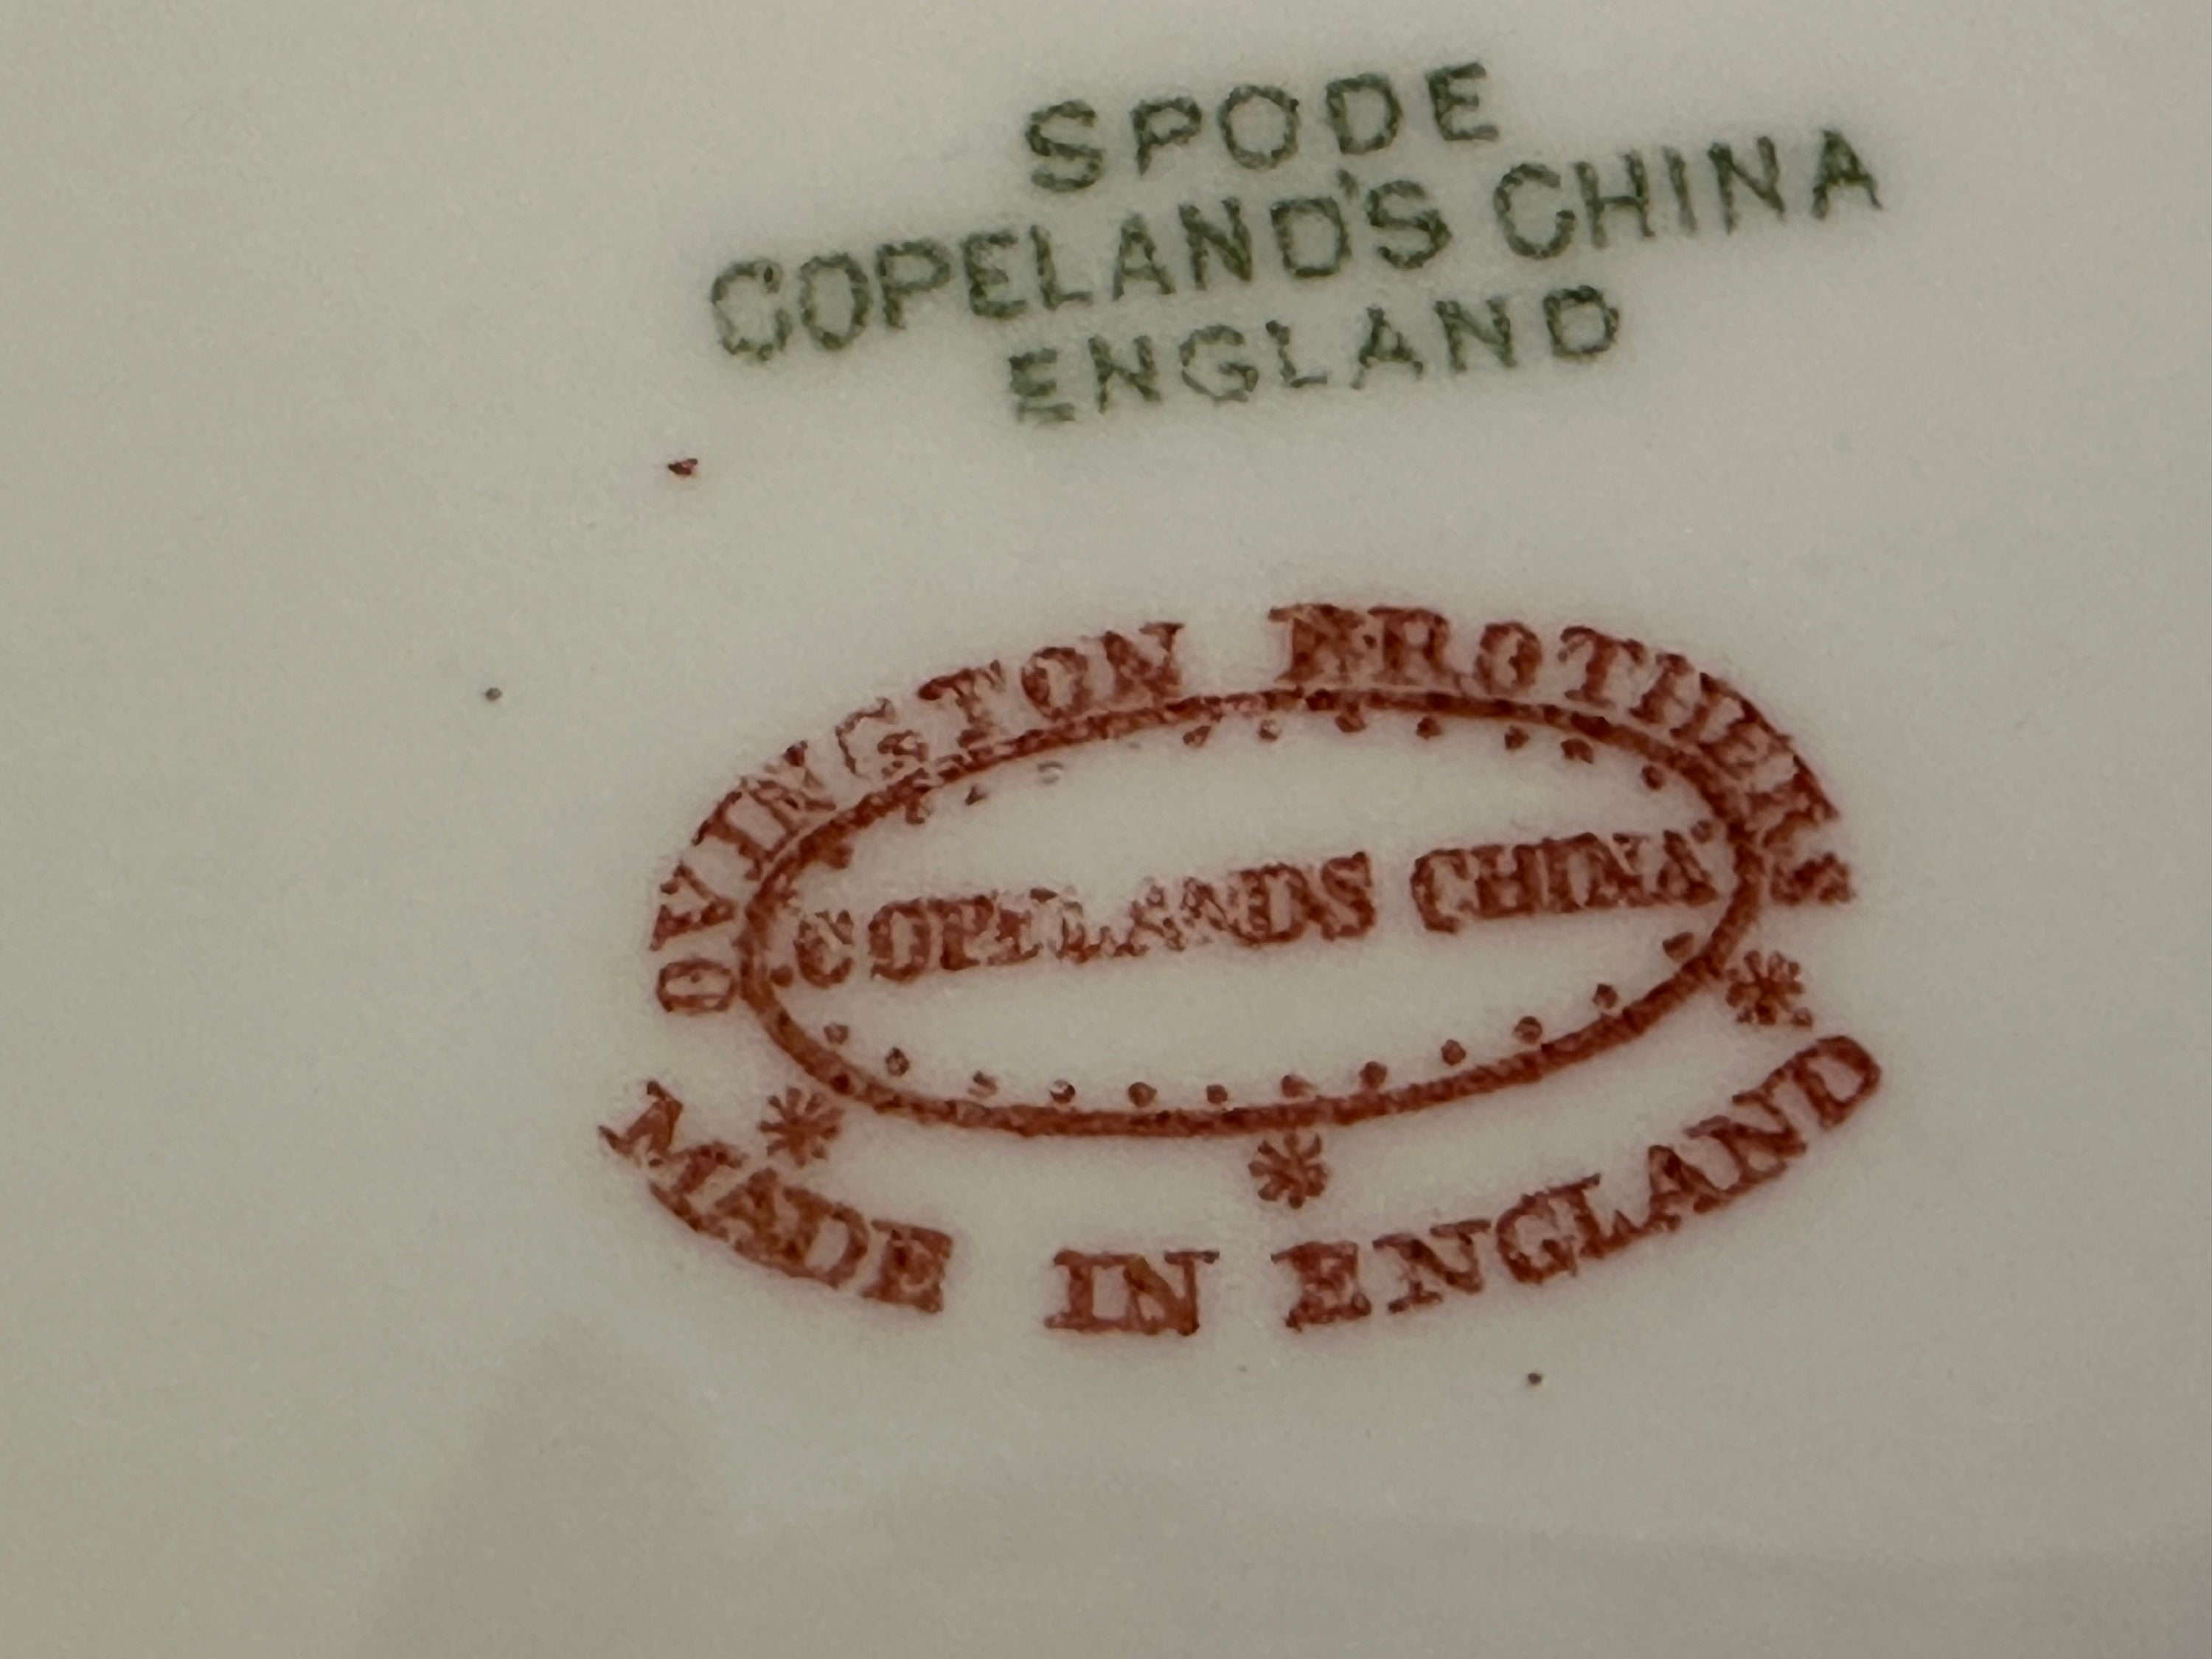 SPODE
COPELAND'S CHINA
ENGLAND
OVINGTON BROTHERS
COPELANDS CHINA
MADE IN ENGLAND